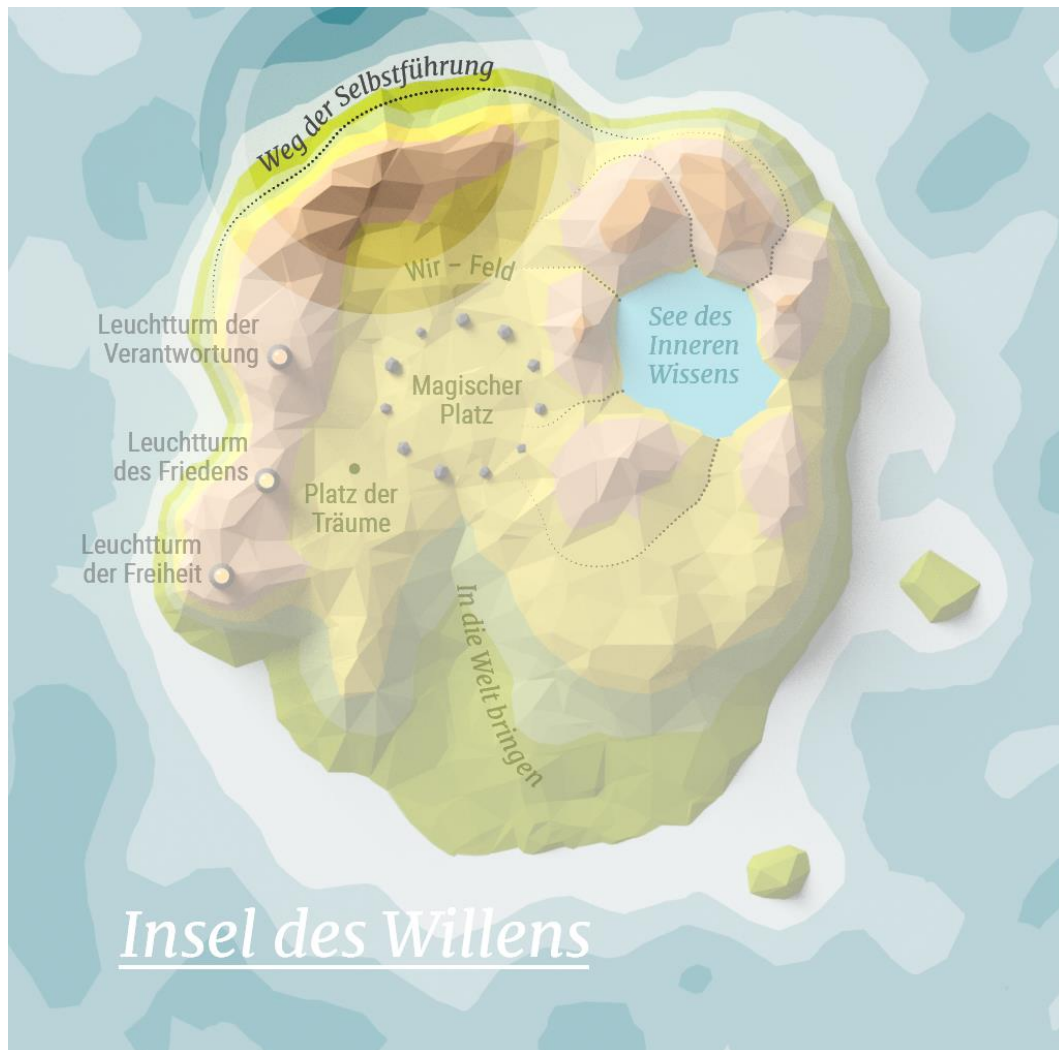 Weg der Selbstführung
Wir – Feld
Leuchtturm der
Verantwortung
See des
Inneren
Wissens
Magischer
Platz
Leuchtturm
des Friedens
Platz der
Träume
Leuchtturm
der Freiheit
In die Welt bringen
Insel des Willens